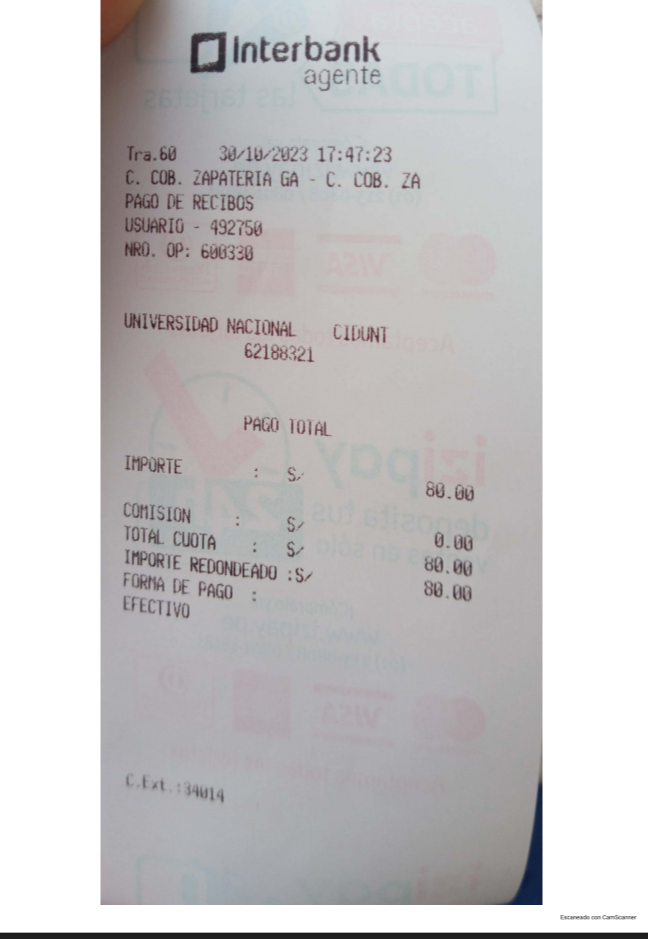 Interbank
agente
Tra.60 30/10/2023 17:47:23
C. COB. ZAPATERIA GA - C. COB. ZA
PAGO DE RECIBOS
USUARIO - 492750
NRO. OP: 600330
UNIVERSIDAD NACIONAL CIDUNT
62188321
PAGO TOTAL
IMPORTE : S/ 80.00
COMISION : S/ 0.00
TOTAL CUOTA : S/ 80.00
IMPORTE REDONDEADO :S/ 80.00
FORMA DE PAGO :
EFECTIVO
C.Ext.:34014
Escaneado con CamScanner